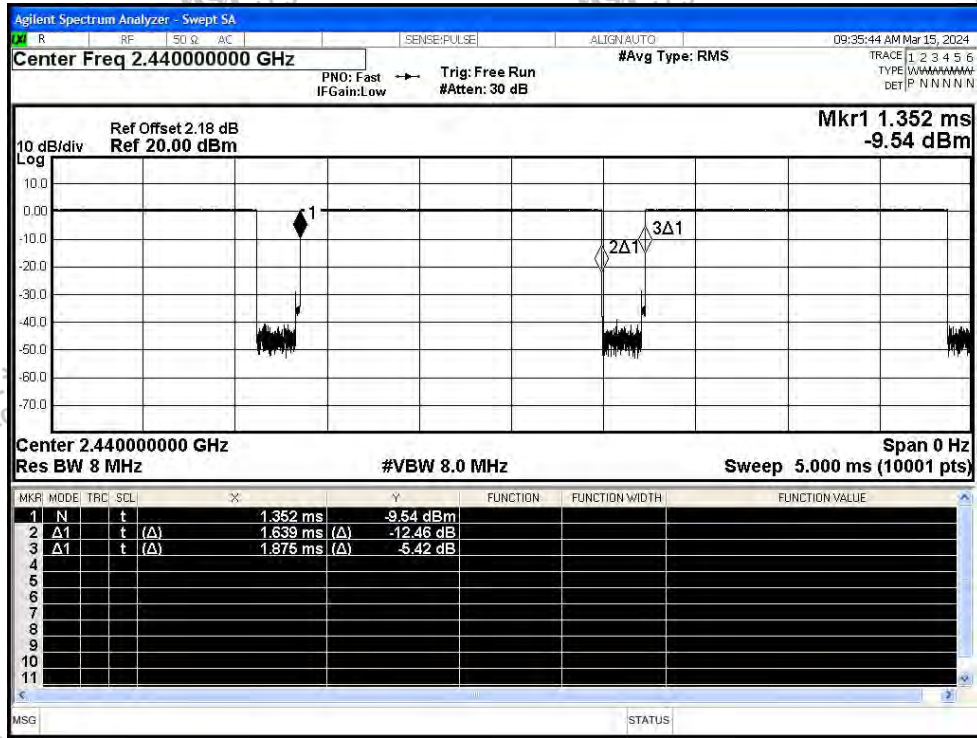 Agilent Spectrum Analyzer - Swept SA
LXI R RF 50 Ω AC SENSE:PULSE ALIGN AUTO 09:35:44 AM Mar 15, 2024
Center Freq 2.440000000 GHz #Avg Type: RMS TRACE 1 2 3 4 5 6
PNO: Fast Trig: Free Run TYPE WWWWWW
IFGain:Low #Atten: 30 dB DET P N N N N N
Mkr1 1.352 ms
Ref Offset 2.18 dB
10 dB/div Ref 20.00 dBm -9.54 dBm
Log
10.0
0.00
-10.0
-20.0
-30.0
-40.0
-50.0
-60.0
-70.0
1
2Δ1
3Δ1
Center 2.440000000 GHz Span 0 Hz
Res BW 8 MHz #VBW 8.0 MHz Sweep 5.000 ms (10001 pts)
MKR MODE TRC SCL X Y FUNCTION FUNCTION WIDTH FUNCTION VALUE
1 N t 1.352 ms -9.54 dBm
2 Δ1 t (Δ) 1.639 ms (Δ) -12.46 dB
3 Δ1 t (Δ) 1.875 ms (Δ) -5.42 dB
4
5
6
7
8
9
10
11
MSG STATUS